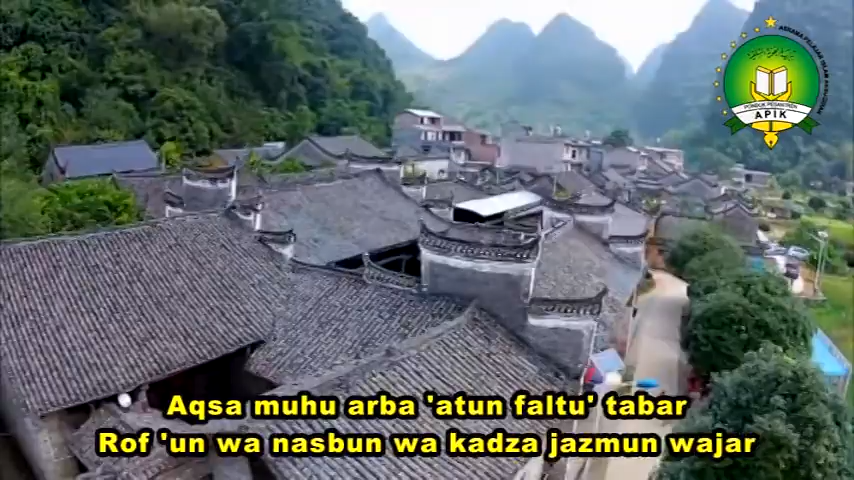 PONDOK PESANTREN
APIK
Aqsa muhu arba 'atun faltu' tabar
Rof 'un wa nasbun wa kadza jazmun wajar